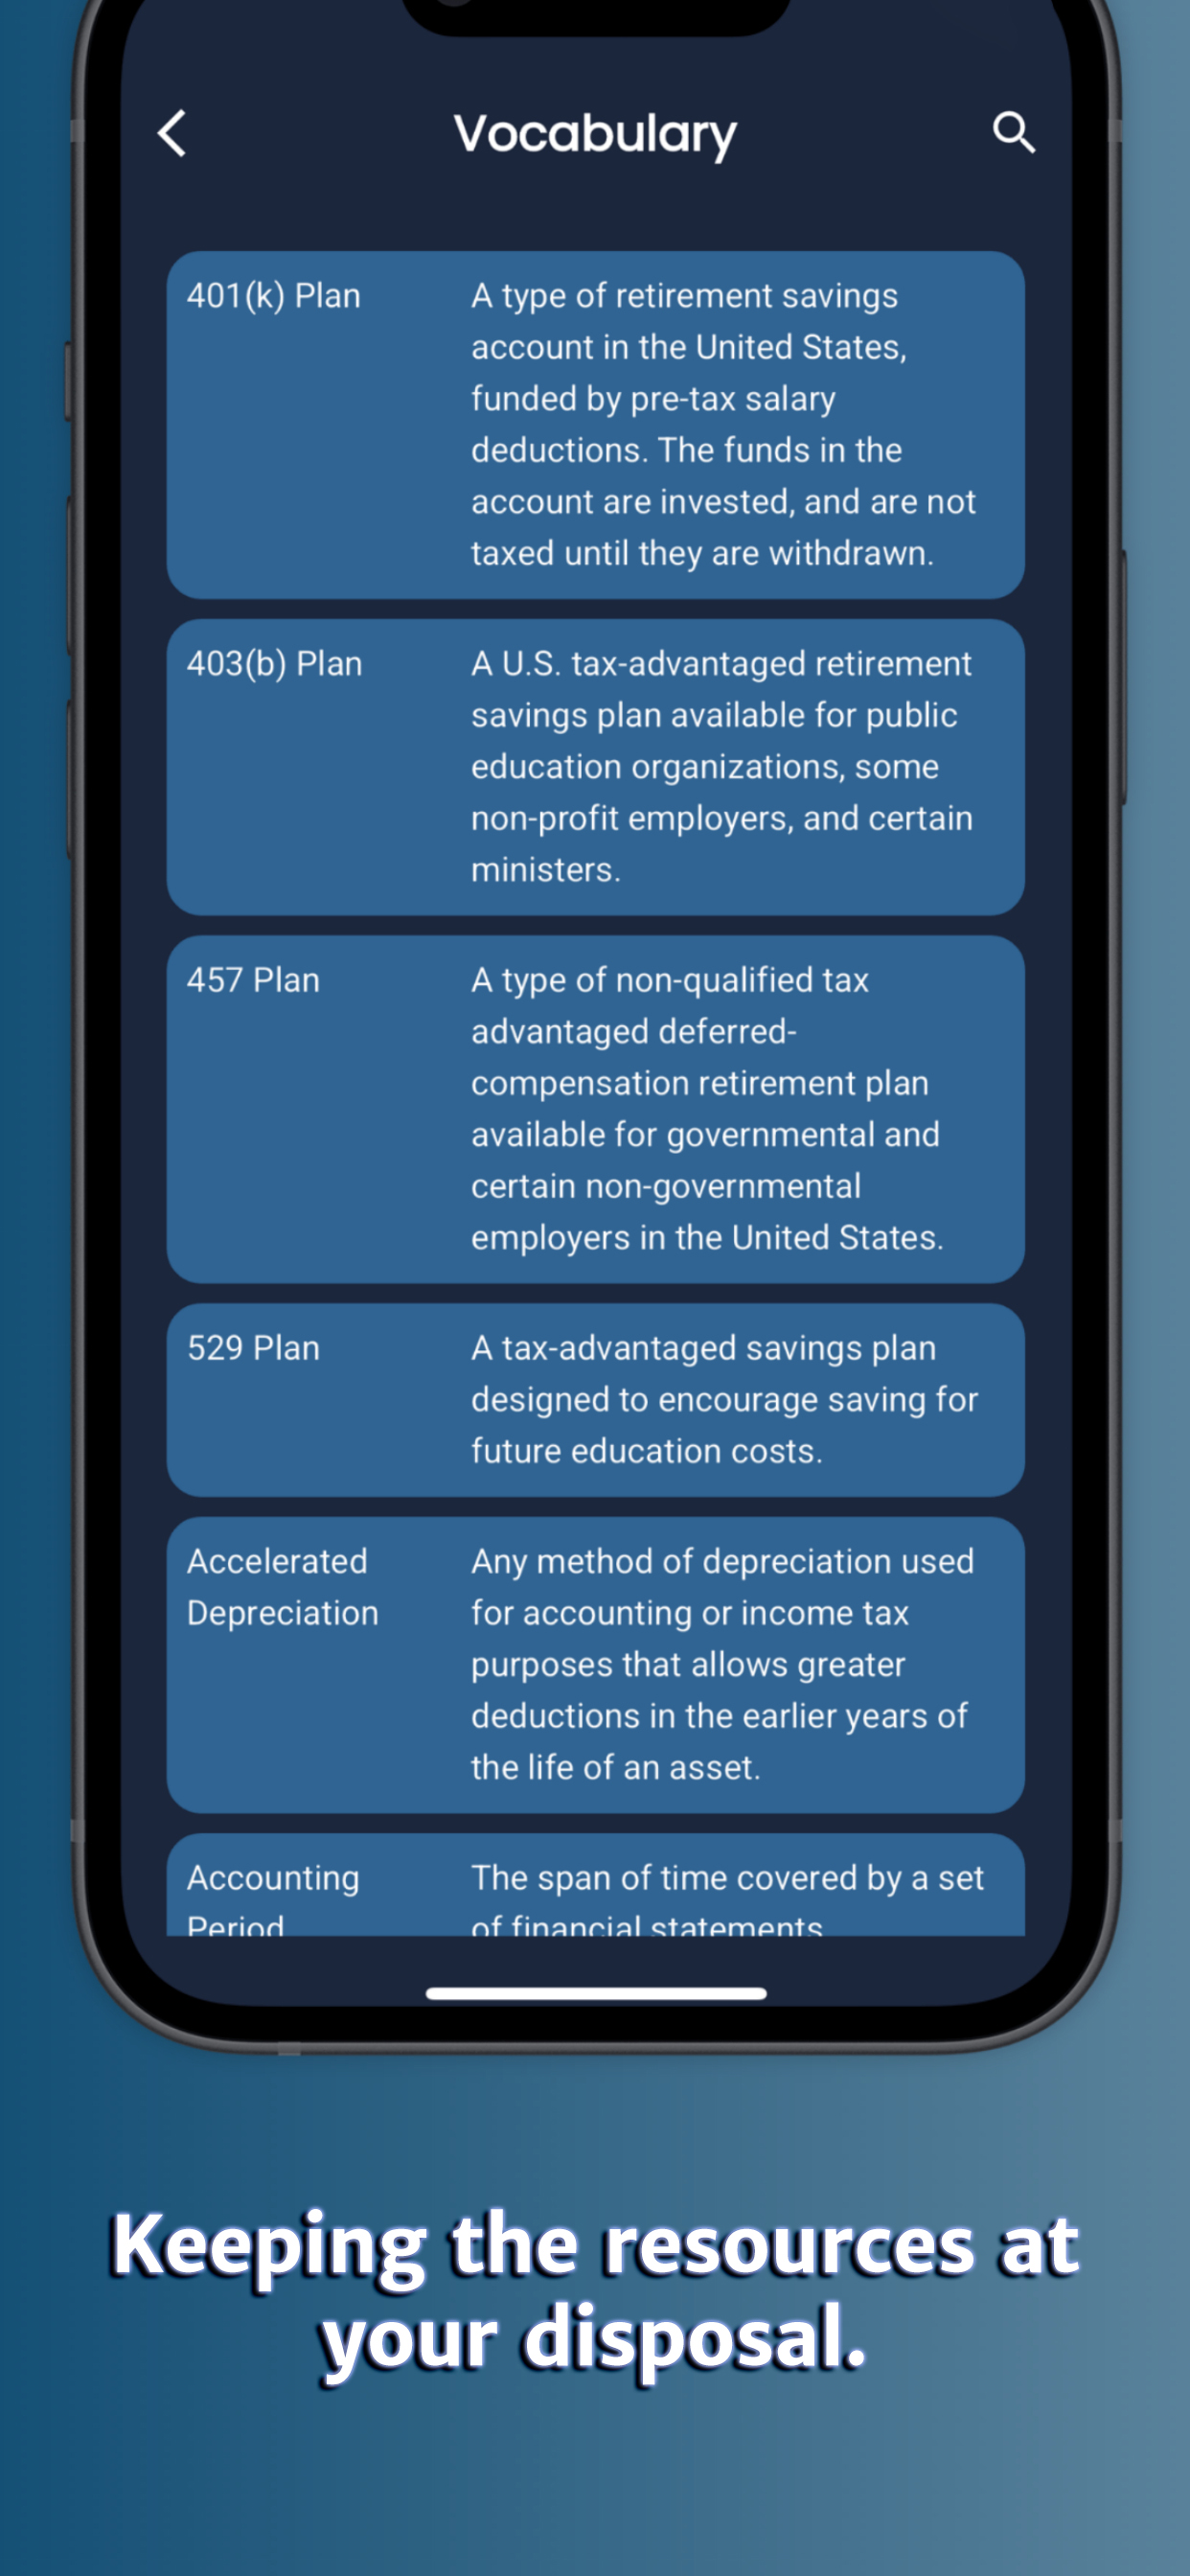 Vocabulary
401(k) Plan
A type of retirement savings
account in the United States,
funded by pre-tax salary
deductions. The funds in the
account are invested, and are not
taxed until they are withdrawn.
403(b) Plan
A U.S. tax-advantaged retirement
savings plan available for public
education organizations, some
non-profit employers, and certain
ministers.
457 Plan
A type of non-qualified tax
advantaged deferred-
compensation retirement plan
available for governmental and
certain non-governmental
employers in the United States.
529 Plan
A tax-advantaged savings plan
designed to encourage saving for
future education costs.
Accelerated
Depreciation
Any method of depreciation used
for accounting or income tax
purposes that allows greater
deductions in the earlier years of
the life of an asset.
Accounting
Period
The span of time covered by a set
of financial statements
Keeping the resources at
your disposal.